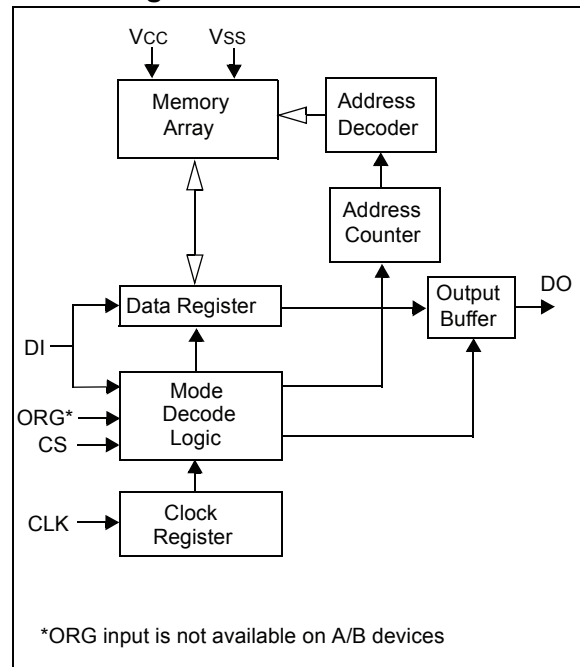 VCC
VSS
Memory
Array
Address
Decoder
Address
Counter
Data Register
Output
Buffer
DO
DI
Mode
Decode
Logic
ORG*
CS
CLK
Clock
Register
*ORG input is not available on A/B devices